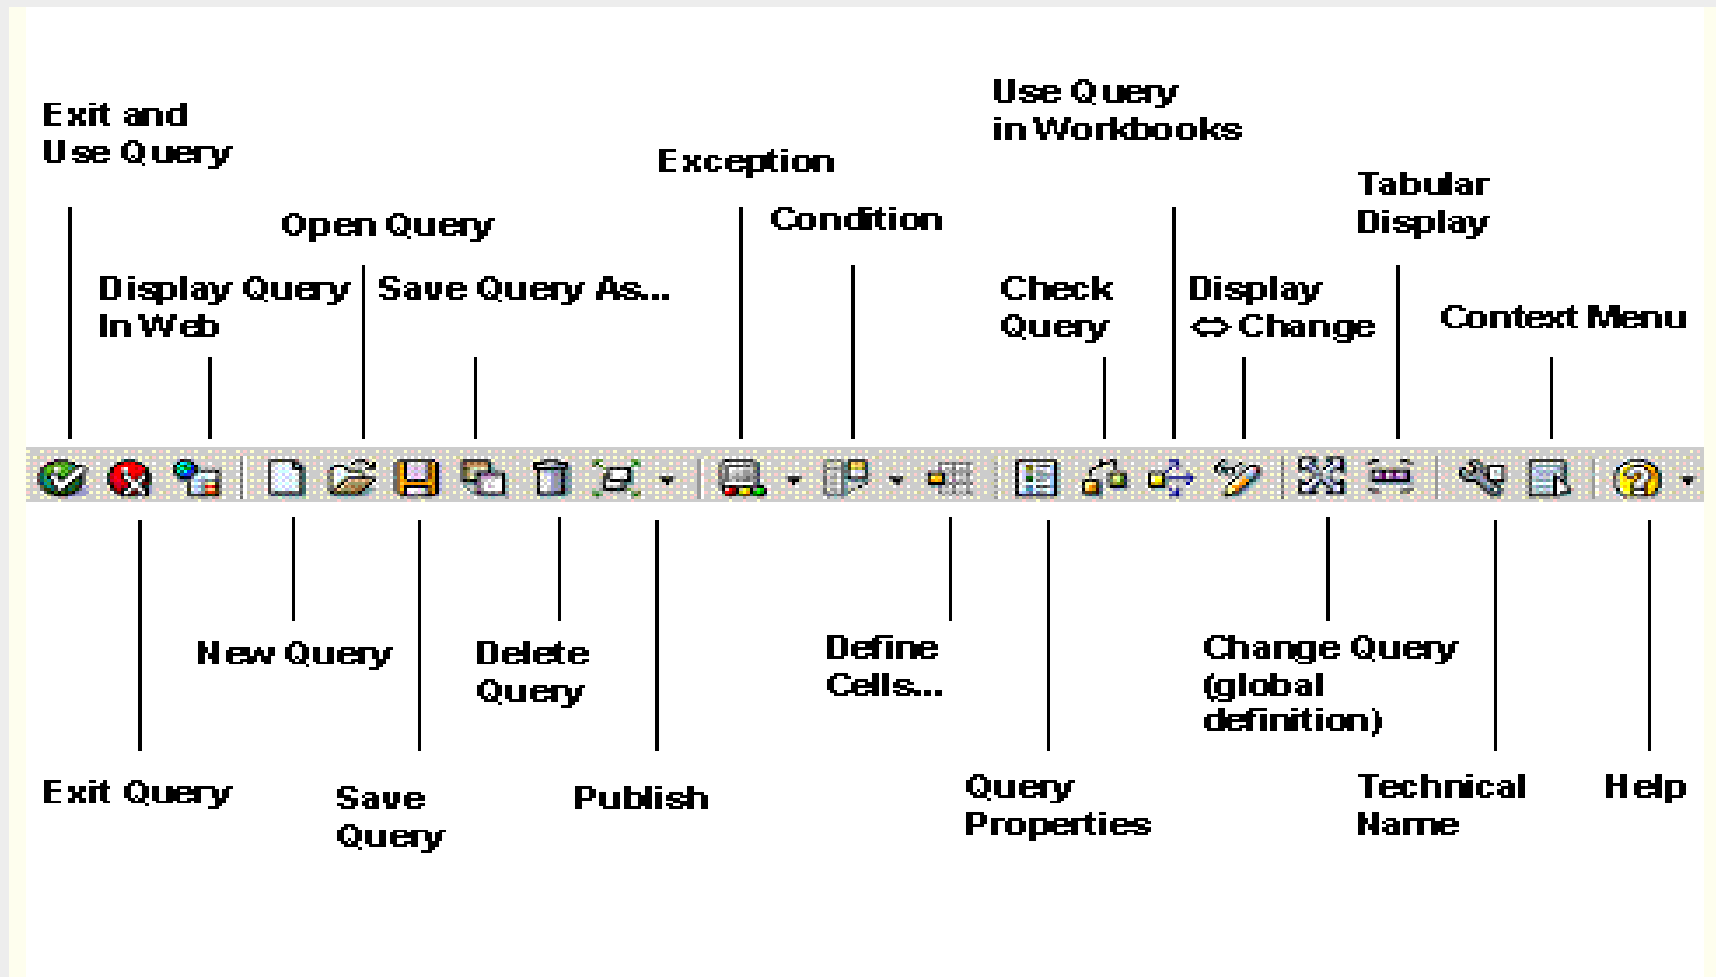 Use Query
in Workbooks
Exit and
Use Query
Exception
Tabular
Display
Condition
Open Query
Display Query
In Web
Save Query As...
Check
Query
Display
⇔ Change
Context Menu
New Query
Delete
Query
Define
Cells...
Change Query
(global
definition)
Exit Query
Save
Query
Publish
Query
Properties
Technical
Name
Help